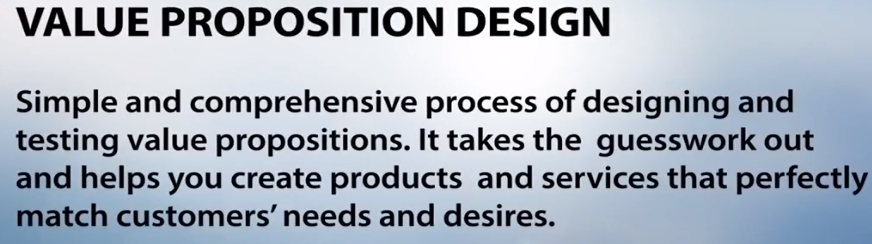 VALUE PROPOSITION DESIGN
Simple and comprehensive process of designing and
testing value propositions. It takes the guesswork out
and helps you create products and services that perfectly
match customers' needs and desires.